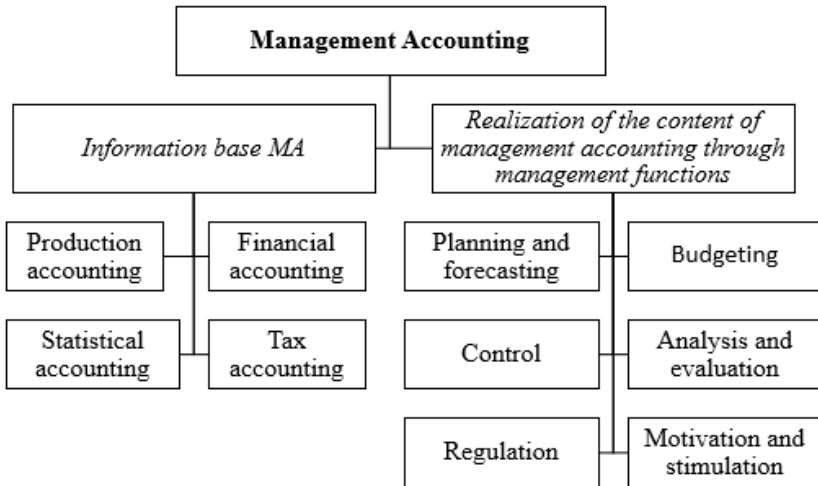 Management Accounting
Information base MA
Realization of the content of
management accounting through
management functions
Production
accounting
Financial
accounting
Planning and
forecasting
Budgeting
Statistical
accounting
Tax
accounting
Control
Analysis and
evaluation
Regulation
Motivation and
stimulation